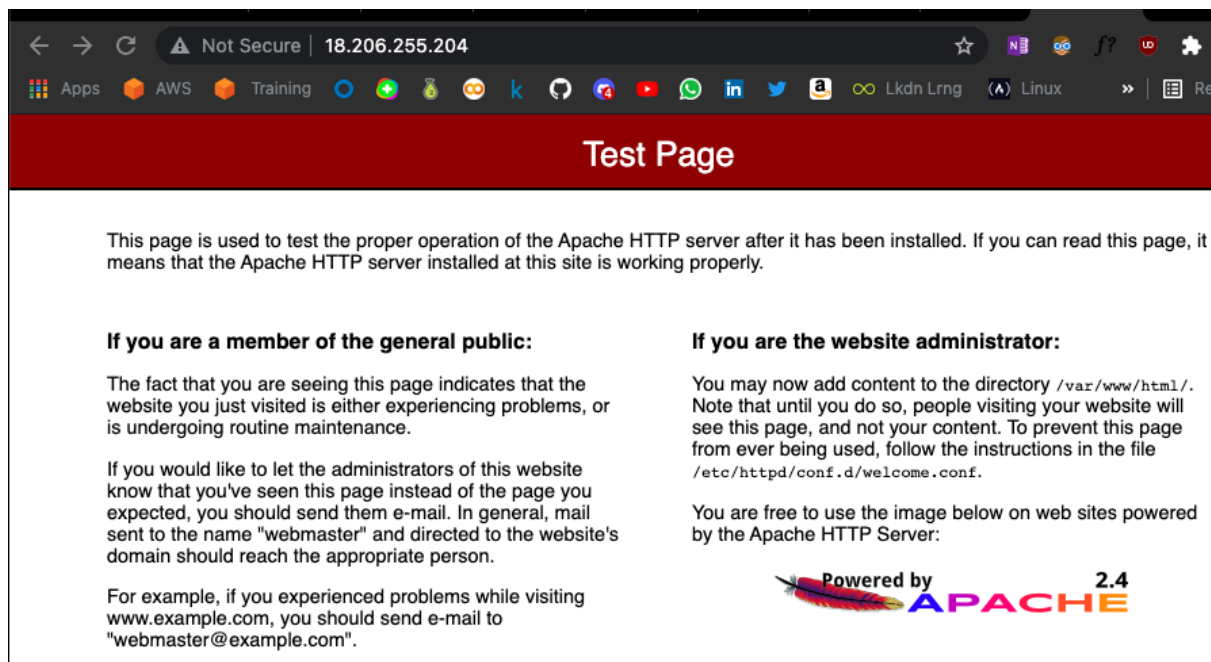 Not Secure | 18.206.255.204
Apps AWS Training Lkdn Lrng Linux » Re
Test Page
This page is used to test the proper operation of the Apache HTTP server after it has been installed. If you can read this page, it
means that the Apache HTTP server installed at this site is working properly.
If you are a member of the general public:
The fact that you are seeing this page indicates that the
website you just visited is either experiencing problems, or
is undergoing routine maintenance.
If you would like to let the administrators of this website
know that you've seen this page instead of the page you
expected, you should send them e-mail. In general, mail
sent to the name "webmaster" and directed to the website's
domain should reach the appropriate person.
For example, if you experienced problems while visiting
www.example.com, you should send e-mail to
"webmaster@example.com".
If you are the website administrator:
You may now add content to the directory /var/www/html/.
Note that until you do so, people visiting your website will
see this page, and not your content. To prevent this page
from ever being used, follow the instructions in the file
/etc/httpd/conf.d/welcome.conf.
You are free to use the image below on web sites powered
by the Apache HTTP Server:
Powered by 2.4
APACHE